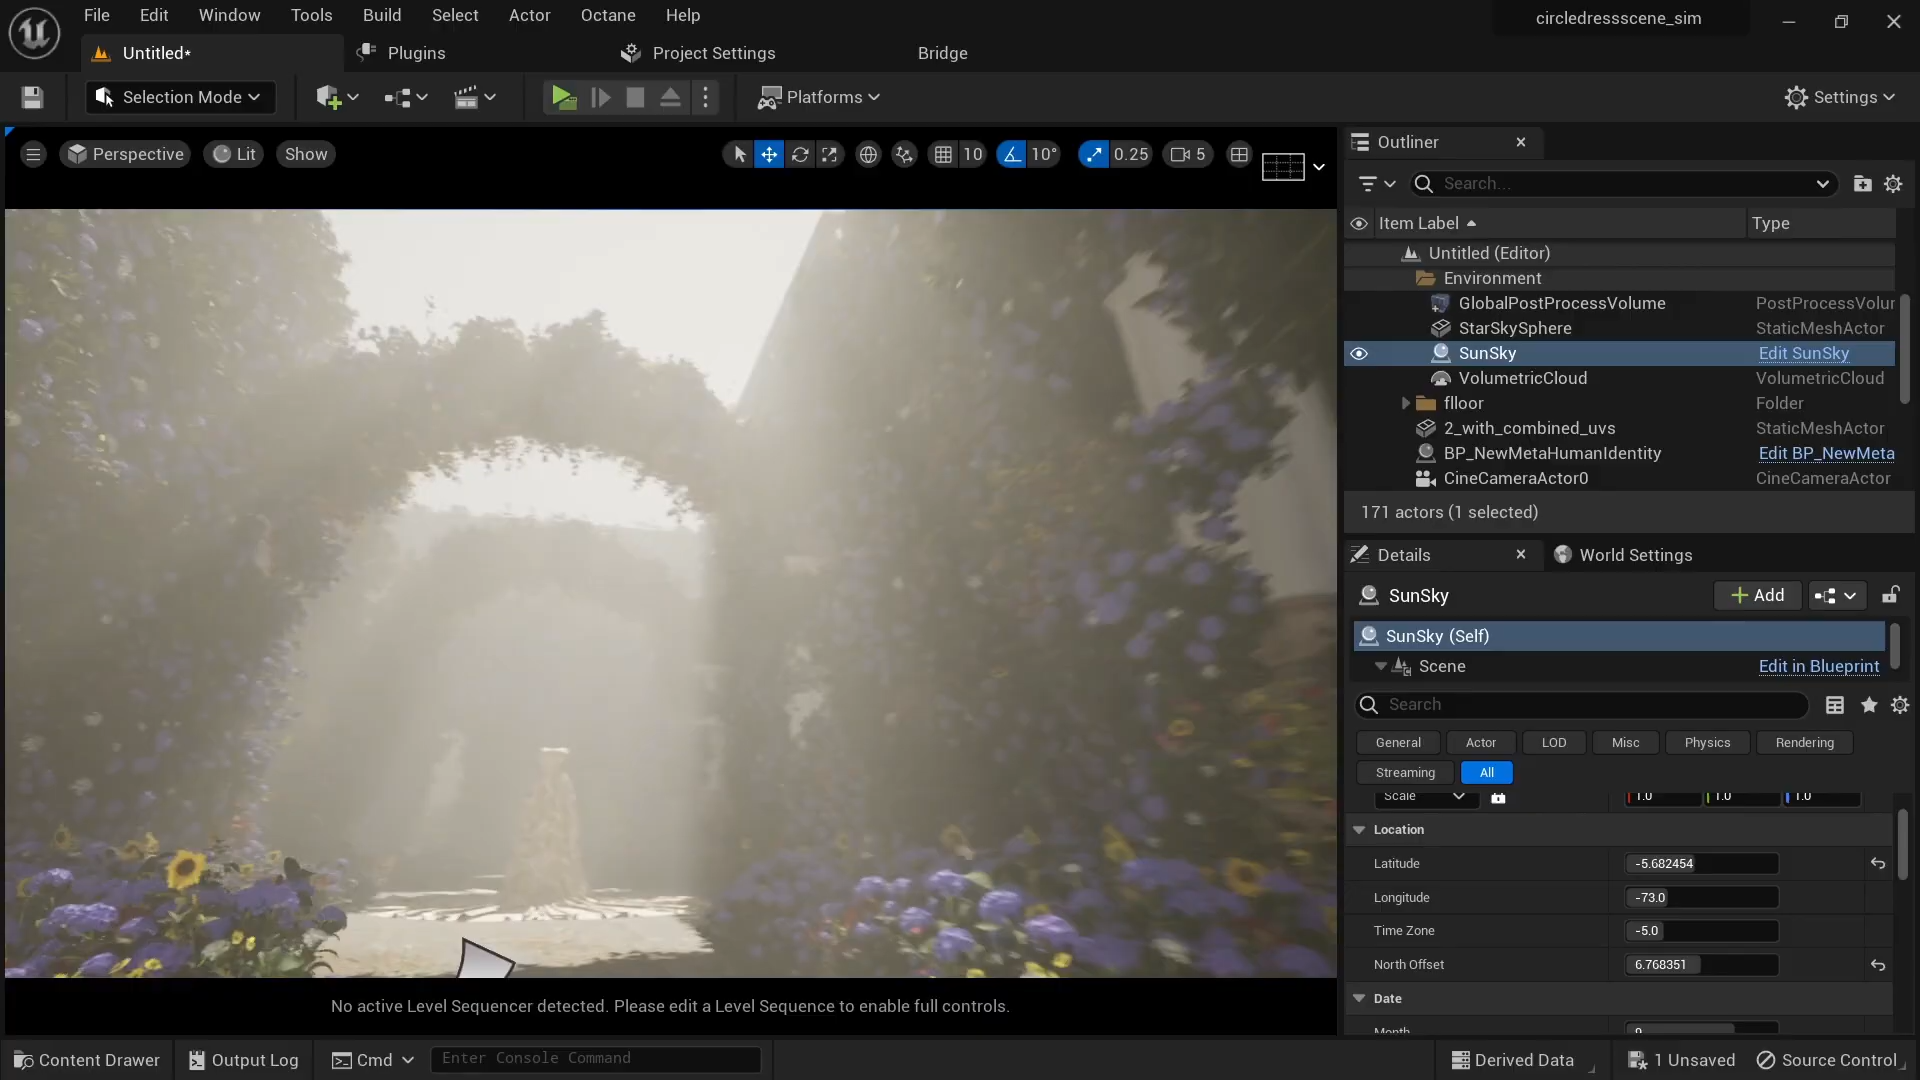 File Edit Window Tools Build Select Actor Octane Help
circledressscene_sim
Untitled*
Plugins
Project Settings
Bridge
Selection Mode
Platforms
Settings
Perspective
Lit
Show
10
10°
0.25
5
Outliner
Search...
Item Label
Type
Untitled (Editor)
Environment
GlobalPostProcessVolume PostProcessVolur
StarSkySphere StaticMeshActor
SunSky Edit SunSky
VolumetricCloud VolumetricCloud
flloor Folder
2_with_combined_uvs StaticMeshActor
BP_NewMetaHumanIdentity Edit BP_NewMeta
CineCameraActor0 CineCameraActor
171 actors (1 selected)
Details
World Settings
SunSky
Add
SunSky (Self)
Scene Edit in Blueprint
Search
General Actor LOD Misc Physics Rendering
Streaming All
Scale 1.0 1.0 1.0
Location
Latitude -5.682454
Longitude -73.0
Time Zone -5.0
North Offset 6.768351
Date
Month 9
No active Level Sequencer detected. Please edit a Level Sequence to enable full controls.
Content Drawer
Output Log
Cmd
Enter Console Command
Derived Data
1 Unsaved
Source Control